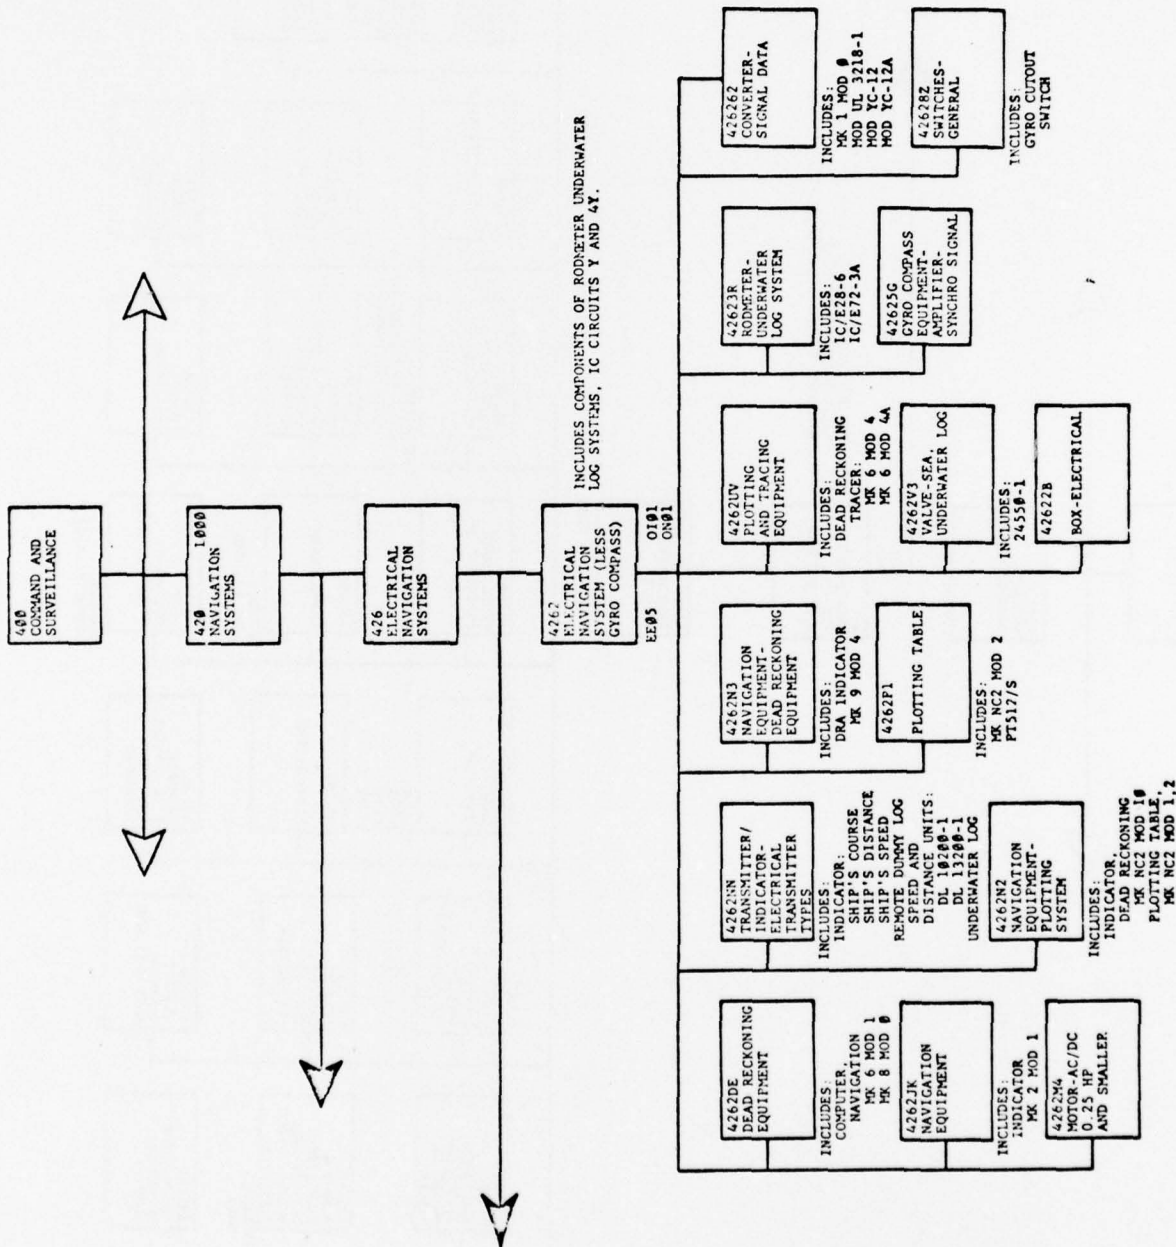 400
COMMAND AND
SURVEILLANCE
420 1000
NAVIGATION
SYSTEMS
426
ELECTRICAL
NAVIGATION
SYSTEMS
4262
ELECTRICAL
NAVIGATION
SYSTEM (LESS
GYRO COMPASS)
EE05
OI01
ON01
INCLUDES COMPONENTS OF RODMETER UNDERWATER
LOG SYSTEMS, IC CIRCUITS Y AND 4Y.
4262DE
DEAD RECKONING
EQUIPMENT
INCLUDES:
COMPUTER,
NAVIGATION
MK 6 MOD 1
MK 8 MOD 0
4262JK
NAVIGATION
EQUIPMENT
INCLUDES:
INDICATOR
MK 2 MOD 1
4262M4
MOTOR-AC/DC
0.25 HP
AND SMALLER
4262NN
TRANSMITTER/
INDICATOR-
ELECTRICAL
TRANSMITTER
TYPES
INCLUDES:
INDICATOR:
SHIP'S COURSE
SHIP'S DISTANCE
SHIP'S SPEED
REMOTE DUMMY LOG
SPEED AND
DISTANCE UNITS:
DL 10200-1
DL 13200-1
UNDERWATER LOG
4262N2
NAVIGATION
EQUIPMENT-
PLOTTING
SYSTEM
INCLUDES:
INDICATOR,
DEAD RECKONING
MK NC2 MOD 10
PLOTTING TABLE,
MK NC2 MOD 1,2
4262N3
NAVIGATION
EQUIPMENT-
DEAD RECKONING
EQUIPMENT
INCLUDES:
DRA INDICATOR
MK 9 MOD 4
4262P1
PLOTTING TABLE
INCLUDES:
MK NC2 MOD 2
PT517/S
4262UV
PLOTTING
AND TRACING
EQUIPMENT
INCLUDES:
DEAD RECKONING
TRACER:
MK 6 MOD 4
MK 6 MOD 4A
4262V3
VALVE-SEA,
UNDERWATER LOG
INCLUDES:
24550-1
42622B
BOX-ELECTRICAL
42623R
RODMETER-
UNDERWATER
LOG SYSTEM
INCLUDES:
IC/E28-6
IC/E72-3A
42625G
GYRO COMPASS
EQUIPMENT-
AMPLIFIER-
SYNCHRO SIGNAL
426262
CONVERTER-
SIGNAL DATA
INCLUDES:
MK 1 MOD 0
MOD UL 3218-1
MOD YC-12
MOD YC-12A
42628Z
SWITCHES-
GENERAL
INCLUDES:
GYRO CUTOUT
SWITCH